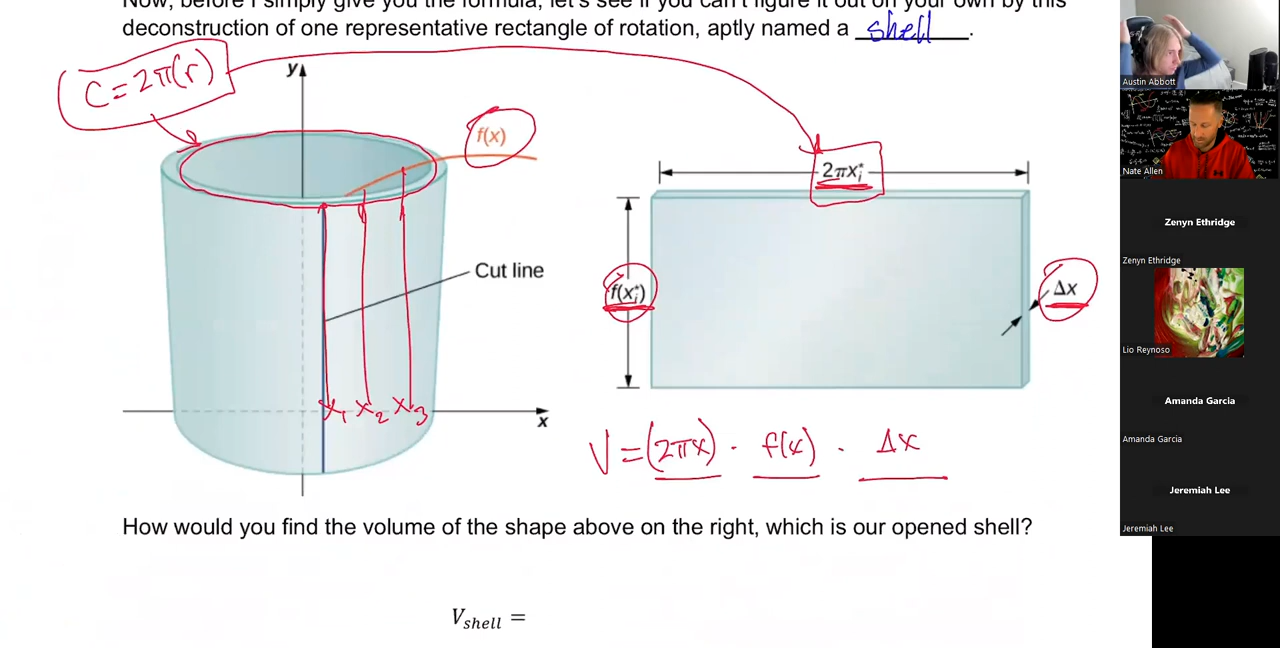 Now, before I simply give you the formula, let's see if you can't figure it out on your own by this
deconstruction of one representative rectangle of rotation, aptly named a shell.
C = 2π(r)
y
f(x)
Cut line
x₁ x₂ x₃
x
2πxᵢ*
f(xᵢ*)
Δx
V = (2πx) · f(x) · Δx
How would you find the volume of the shape above on the right, which is our opened shell?
V_shell =
Austin Abbott
Nate Allen
Zenyn Ethridge
Zenyn Ethridge
Lio Reynoso
Amanda Garcia
Amanda Garcia
Jeremiah Lee
Jeremiah Lee